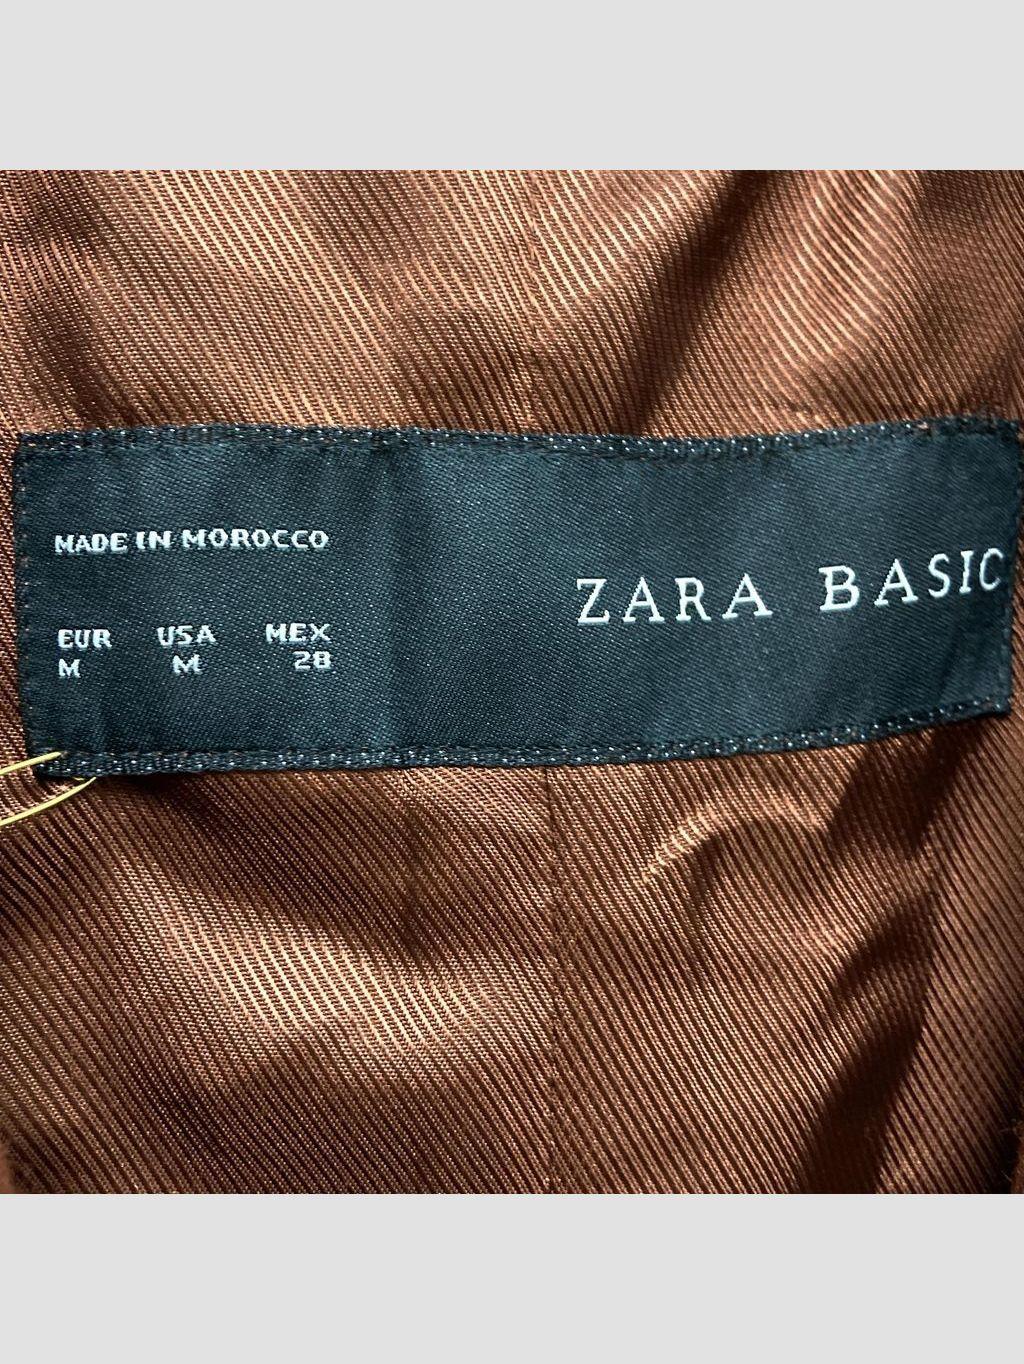 MADE IN MOROCCO
ZARA BASIC
EUR USA MEX
M M 28